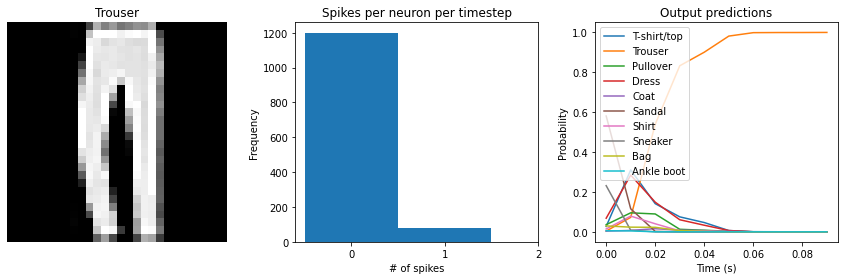 Trouser
Spikes per neuron per timestep
Frequency
1200
1000
800
600
400
200
0
0
1
2
# of spikes
Output predictions
Probability
1.0
0.8
0.6
0.4
0.2
0.0
T-shirt/top
Trouser
Pullover
Dress
Coat
Sandal
Shirt
Sneaker
Bag
Ankle boot
0.00
0.02
0.04
0.06
0.08
Time (s)